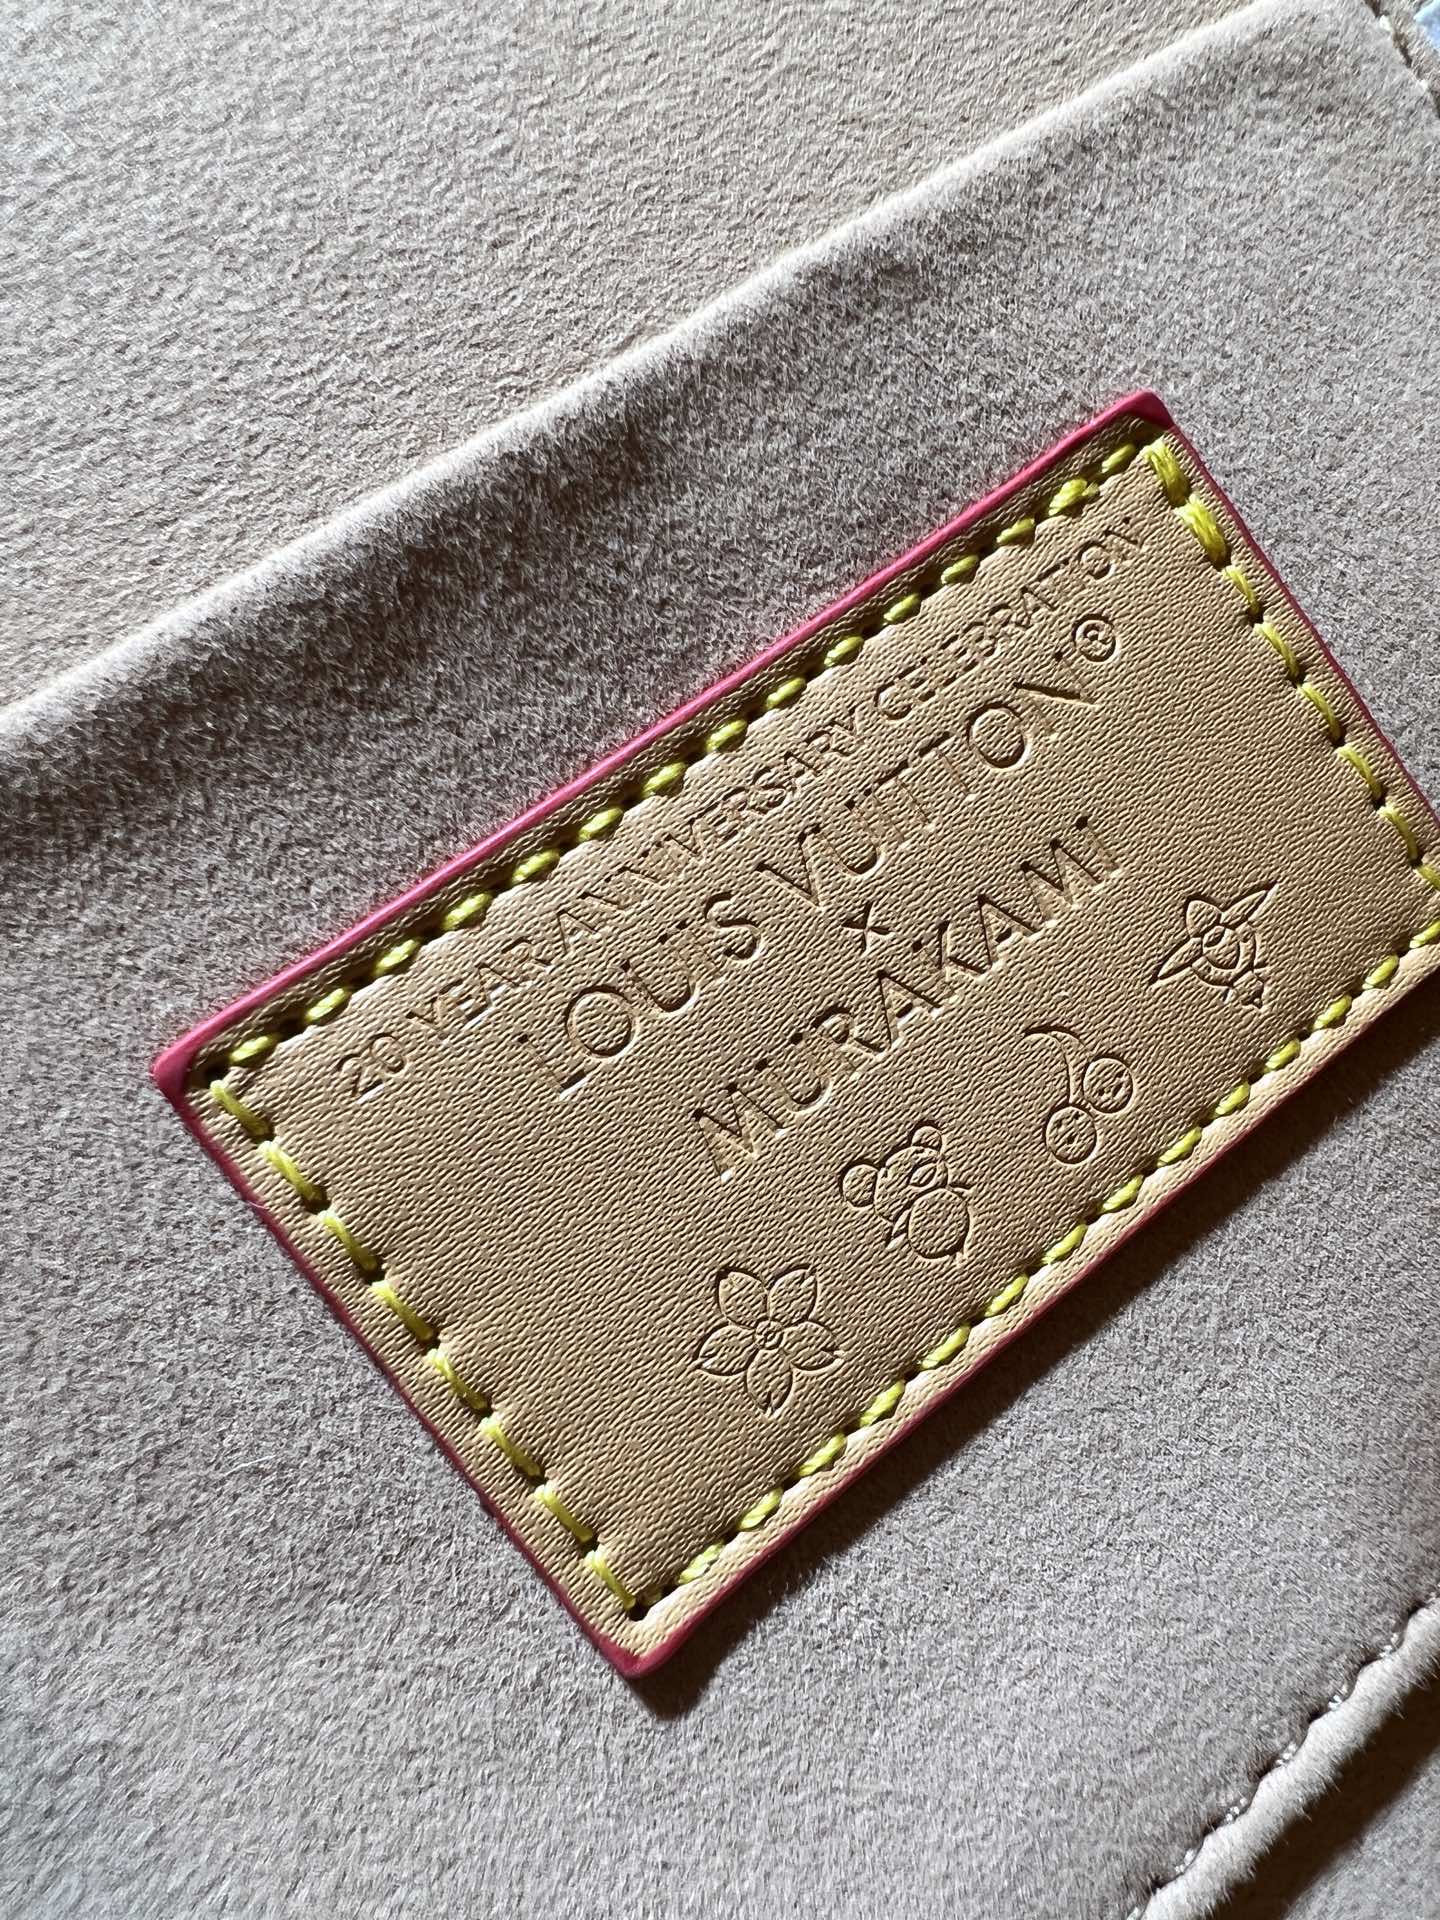 20 YEAR ANNIVERSARY CELEBRATION
LOUIS VUITTON®
×
MURAKAMI